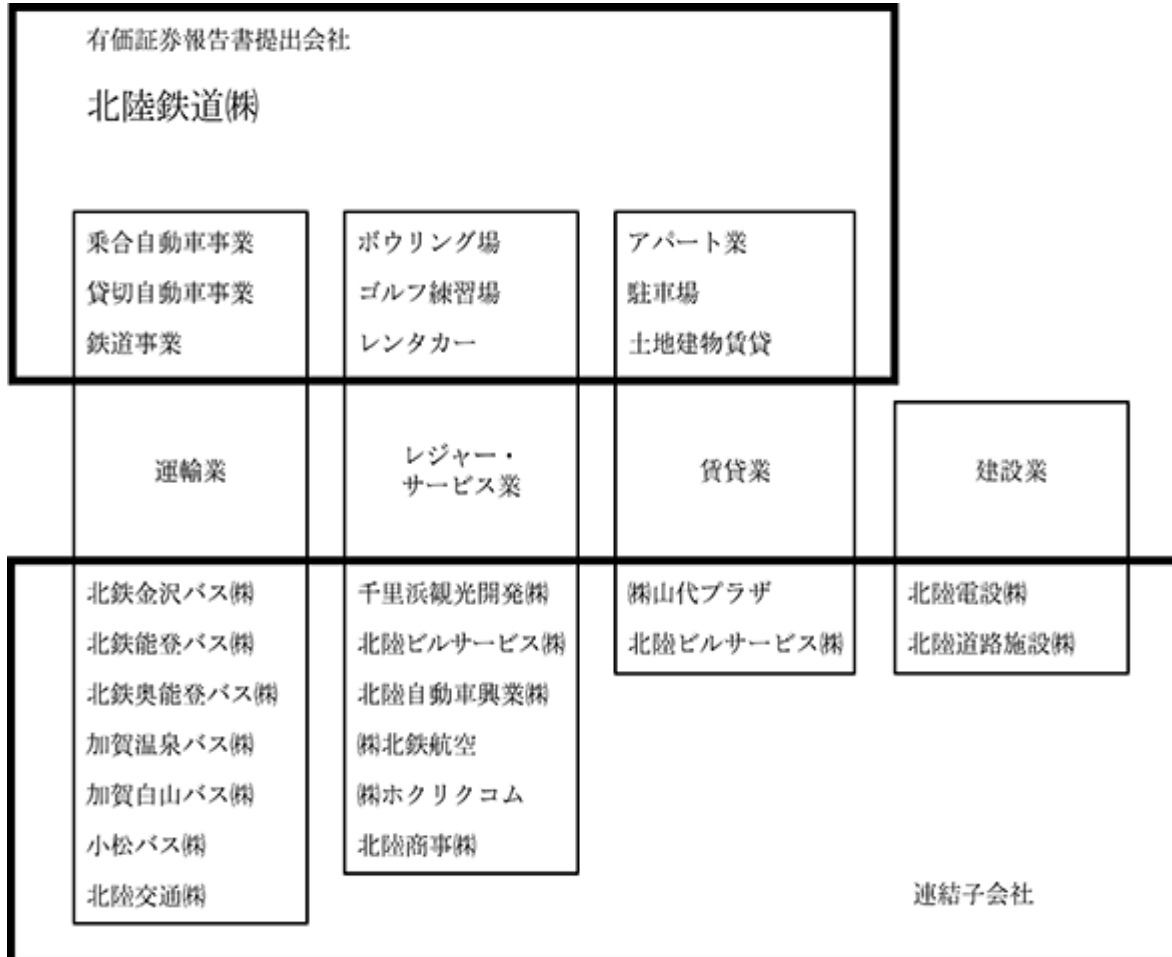 有価証券報告書提出会社
北陸鉄道㈱
乗合自動車事業
貸切自動車事業
鉄道事業
ボウリング場
ゴルフ練習場
レンタカー
アパート業
駐車場
土地建物賃貸
運輸業
レジャー・
サービス業
賃貸業
建設業
北鉄金沢バス㈱
北鉄能登バス㈱
北鉄奥能登バス㈱
加賀温泉バス㈱
加賀白山バス㈱
小松バス㈱
北陸交通㈱
千里浜観光開発㈱
北陸ビルサービス㈱
北陸自動車興業㈱
㈱北鉄航空
㈱ホクリクコム
北陸商事㈱
㈱山代プラザ
北陸ビルサービス㈱
北陸電設㈱
北陸道路施設㈱
連結子会社